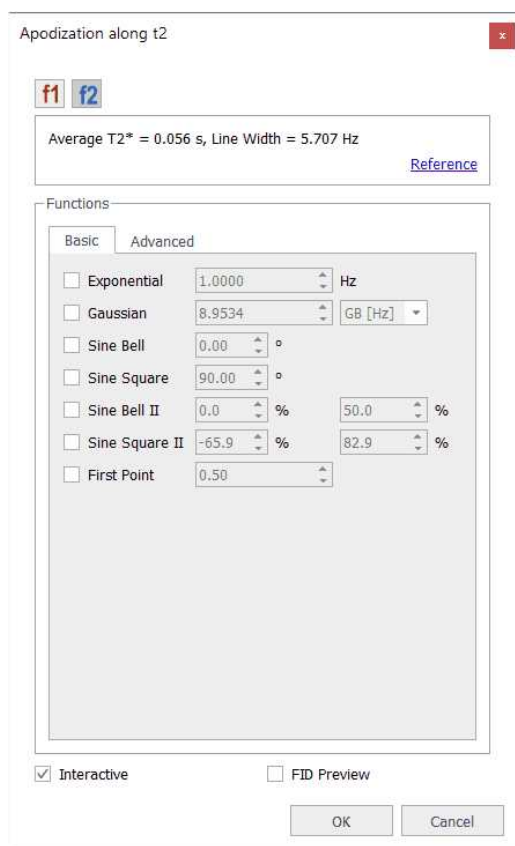 Apodization along t2
x
f1 f2
Average T2* = 0.056 s, Line Width = 5.707 Hz
Reference
Functions
Basic Advanced
Exponential 1.0000 Hz
Gaussian 8.9534 GB [Hz]
Sine Bell 0.00 °
Sine Square 90.00 °
Sine Bell II 0.0 % 50.0 %
Sine Square II -65.9 % 82.9 %
First Point 0.50
Interactive FID Preview
OK Cancel